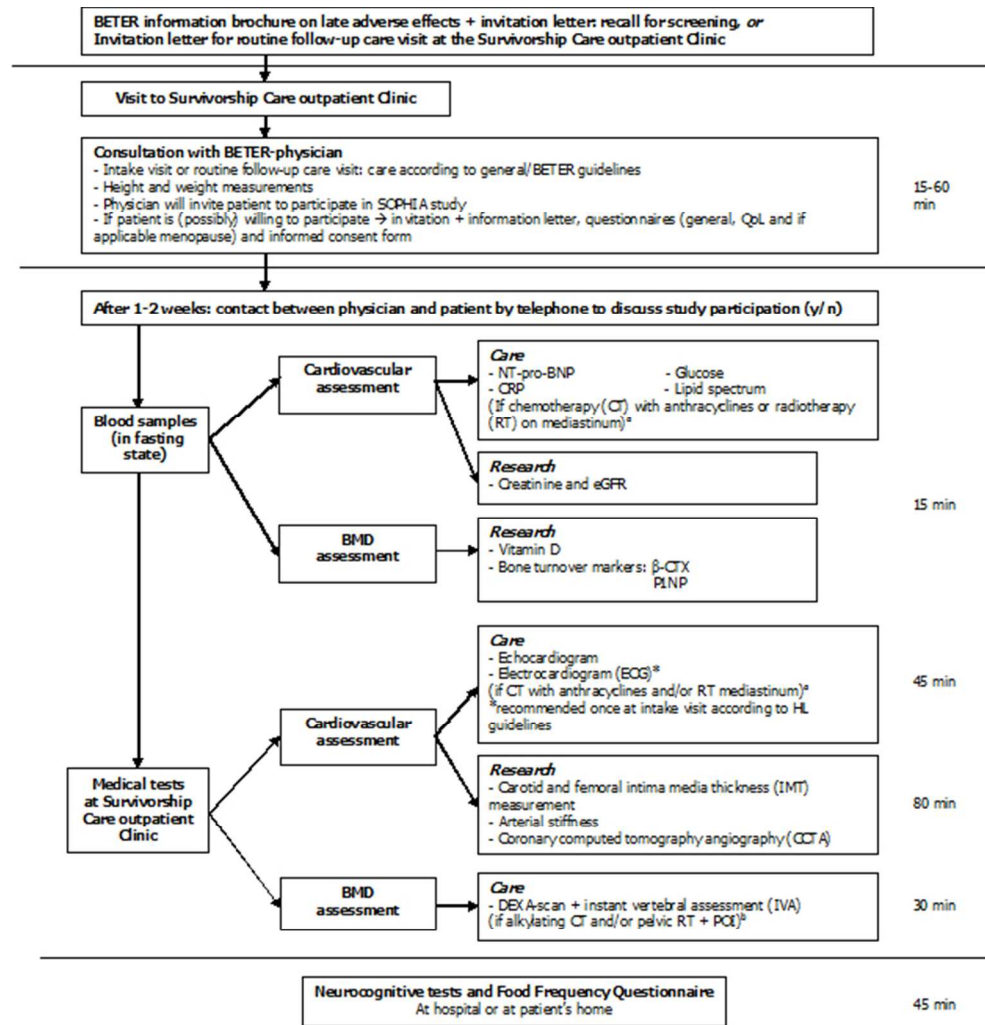 BETER information brochure on late adverse effects + invitation letter: recall for screening, or
Invitation letter for routine follow-up care visit at the Survivorship Care outpatient Clinic
Visit to Survivorship Care outpatient Clinic
Consultation with BETER-physician
- Intake visit or routine follow-up care visit: care according to general/BETER guidelines
- Height and weight measurements
- Physician will invite patient to participate in SOPHIA study
- If patient is (possibly) willing to participate → invitation + information letter, questionnaires (general, QoL and if
applicable menopause) and informed consent form
15-60
min
After 1-2 weeks: contact between physician and patient by telephone to discuss study participation (y/n)
Blood samples
(in fasting
state)
Cardiovascular
assessment
Care
- NT-pro-BNP - Glucose
- CRP - Lipid spectrum
(If chemotherapy (CT) with anthracyclines or radiotherapy
(RT) on mediastinum)ᵃ
Research
- Creatinine and eGFR
15 min
BMD
assessment
Research
- Vitamin D
- Bone turnover markers: β-CTX
P1NP
Medical tests
at Survivorship
Care outpatient
Clinic
Cardiovascular
assessment
Care
- Echocardiogram
- Electrocardiogram (ECG)*
(if CT with anthracyclines and/or RT mediastinum)ᵃ
*recommended once at intake visit according to HL
guidelines
45 min
Research
- Carotid and femoral intima media thickness (IMT)
measurement
- Arterial stiffness
- Coronary computed tomography angiography (CCTA)
80 min
BMD
assessment
Care
- DEXA-scan + instant vertebral assessment (IVA)
(if alkylating CT and/or pelvic RT + POI)ᵇ
30 min
Neurocognitive tests and Food Frequency Questionnaire
At hospital or at patient's home
45 min